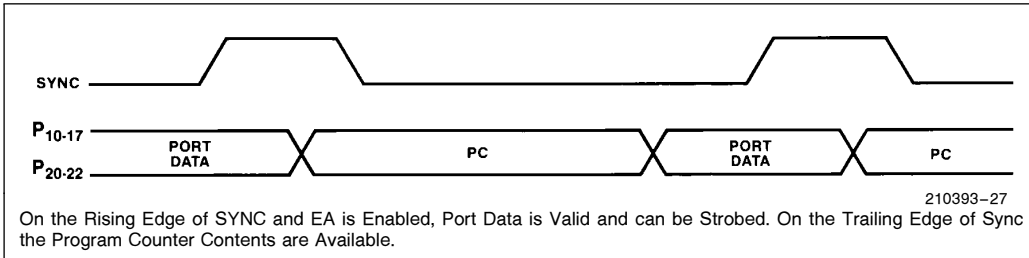 SYNC
P10-17
PORT
DATA
PC
PORT
DATA
PC
P20-22
210393-27
On the Rising Edge of SYNC and EA is Enabled, Port Data is Valid and can be Strobed. On the Trailing Edge of Sync
the Program Counter Contents are Available.